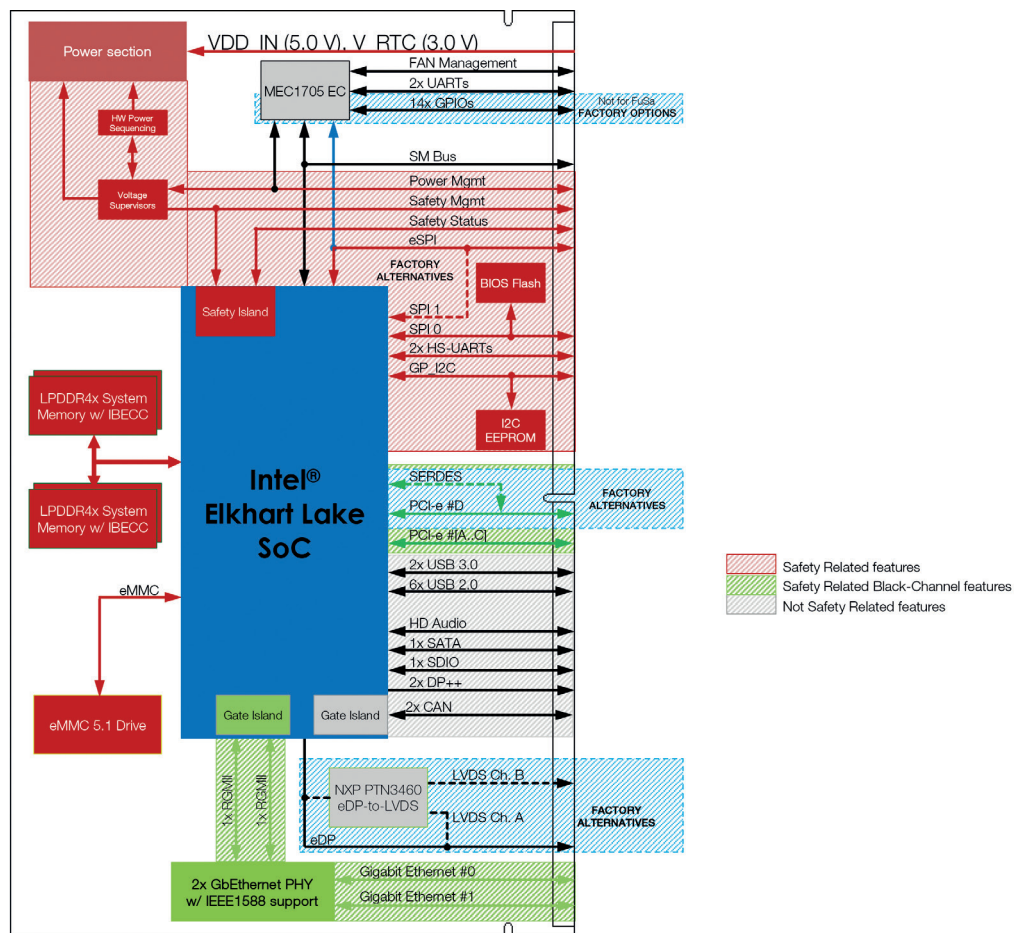 Power section
VDD_IN (5.0 V), V_RTC (3.0 V)
FAN Management
MEC1705 EC
2x UARTs
14x GPIOs
Not for FuSa
FACTORY OPTIONS
HW Power
Sequencing
SM Bus
Voltage
Supervisors
Power Mgmt
Safety Mgmt
Safety Status
eSPI
FACTORY
ALTERNATIVES
BIOS Flash
Safety Island
SPI 1
SPI 0
2x HS-UARTs
GP_I2C
I2C
EEPROM
LPDDR4x System
Memory w/ IBECC
LPDDR4x System
Memory w/ IBECC
Intel®
Elkhart Lake
SoC
SERDES
PCI-e #D
FACTORY
ALTERNATIVES
PCI-e #[A..C]
2x USB 3.0
6x USB 2.0
Safety Related features
Safety Related Black-Channel features
Not Safety Related features
eMMC
HD Audio
1x SATA
1x SDIO
2x DP++
2x CAN
eMMC 5.1 Drive
Gate Island
Gate Island
1x RGMII
1x RGMII
NXP PTN3460
eDP-to-LVDS
LVDS Ch. B
LVDS Ch. A
eDP
FACTORY
ALTERNATIVES
2x GbEthernet PHY
w/ IEEE1588 support
Gigabit Ethernet #0
Gigabit Ethernet #1